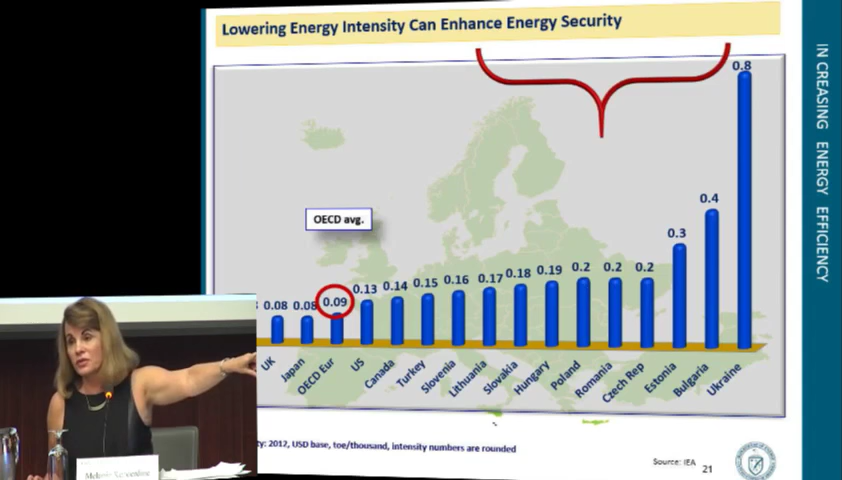 Lowering Energy Intensity Can Enhance Energy Security
IN CREASING ENERGY EFFICIENCY
OECD avg.
0.08 0.08 0.09 0.13 0.14 0.15 0.16 0.17 0.18 0.19 0.2 0.2 0.2 0.3 0.4 0.8
UK Japan OECD Eur US Canada Turkey Slovenia Lithuania Slovakia Hungary Poland Romania Czech Rep Estonia Bulgaria Ukraine
2012, USD base, toe/thousand, intensity numbers are rounded
Source: IEA
21